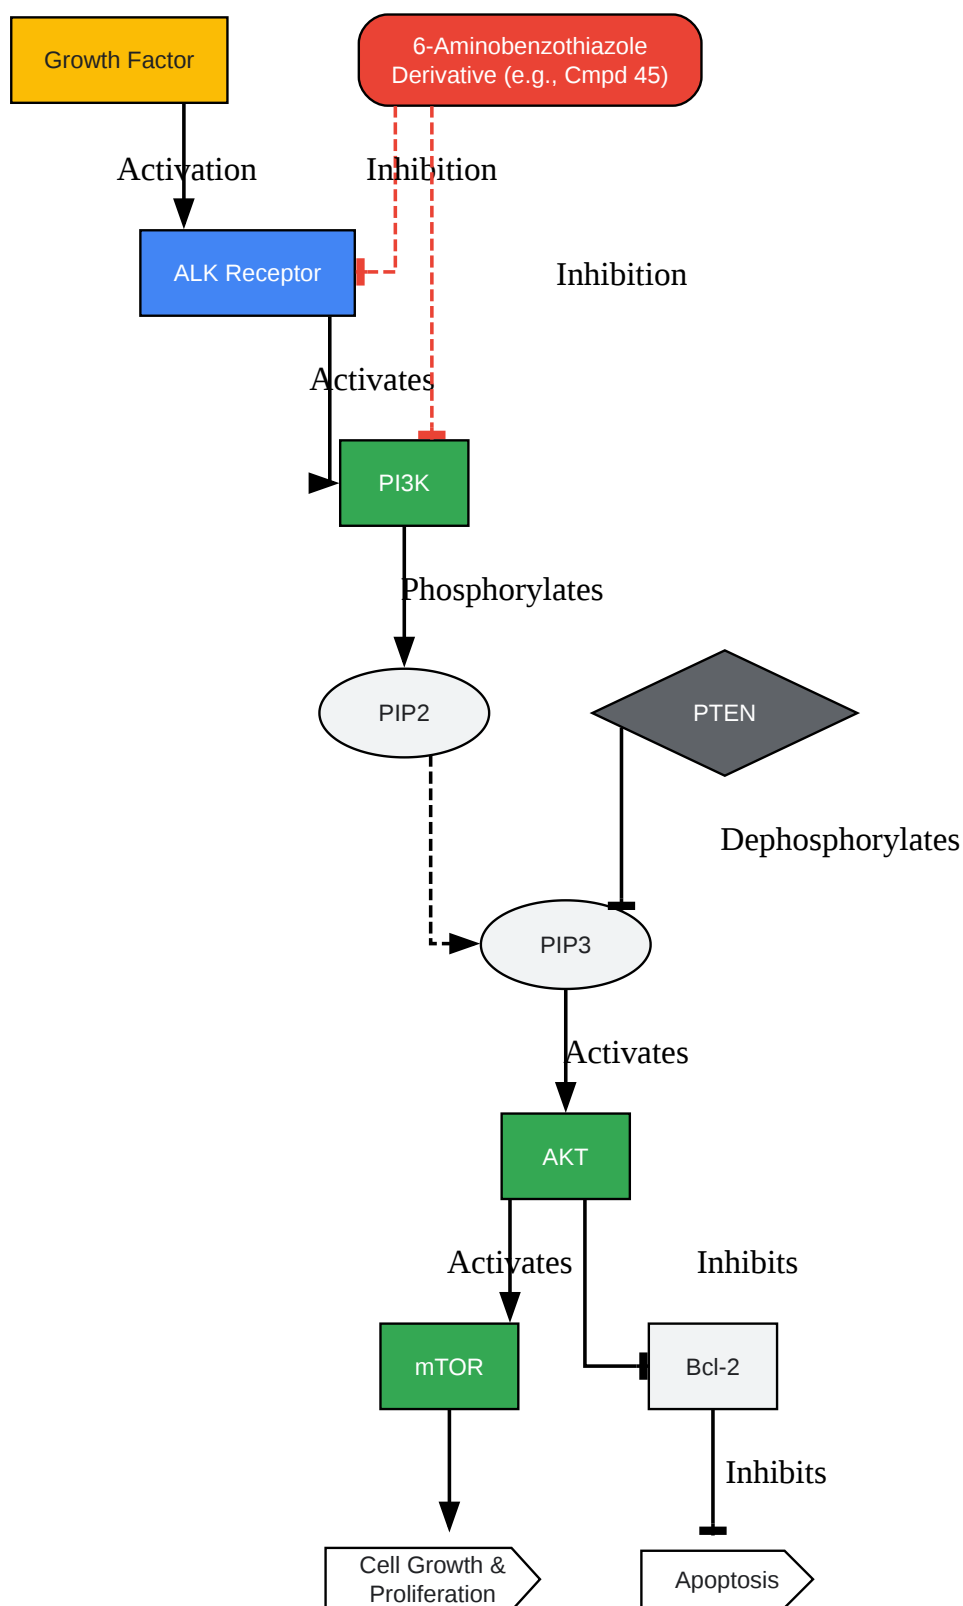 Growth Factor
6-Aminobenzothiazole
Derivative (e.g., Cmpd 45)
Activation
Inhibition
ALK Receptor
Inhibition
Activates
PI3K
Phosphorylates
PIP2
PTEN
Dephosphorylates
PIP3
Activates
AKT
Activates
Inhibits
mTOR
Bcl-2
Inhibits
Cell Growth &
Proliferation
Apoptosis